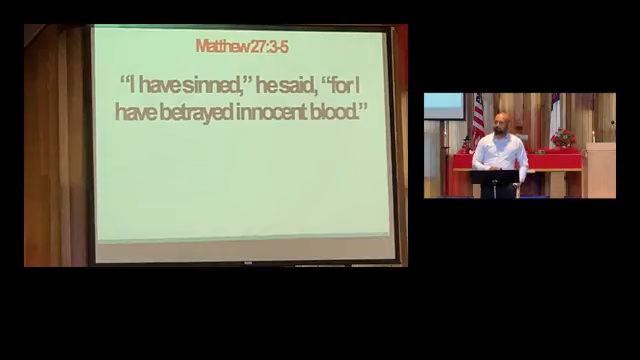 Matthew 27:3-5
“I have sinned,” he said, “for I
have betrayed innocent blood.”